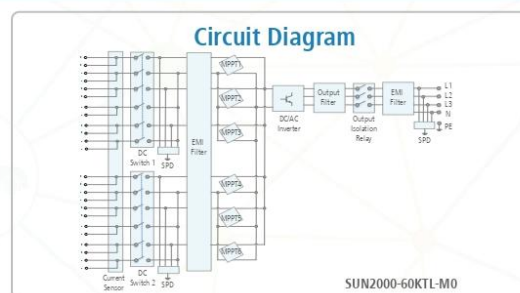 Circuit Diagram
MPPT1
MPPT2
MPPT3
MPPT4
MPPT5
MPPT6
EMI
Filter
DC
Switch 1
SPD
Current
Sensor
DC
Switch 2
SPD
DC/AC
Inverter
Output
Filter
Output
Isolation
Relay
EMI
Filter
L1
L2
L3
N
PE
SPD
SUN2000-60KTL-M0